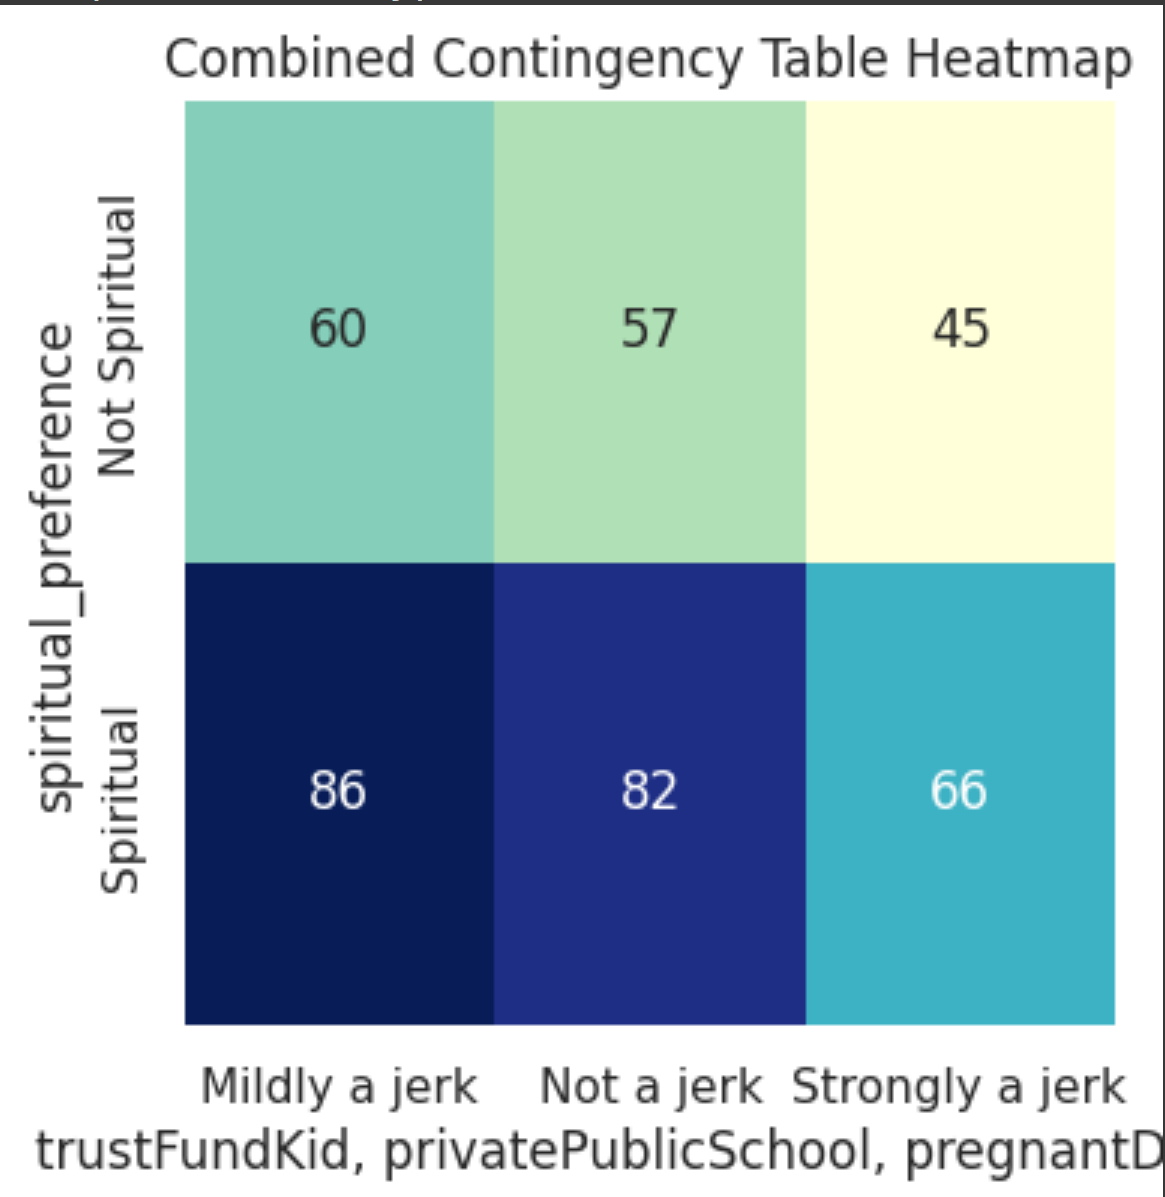 Combined Contingency Table Heatmap
spiritual_preference
Not Spiritual
60 57 45
Spiritual
86 82 66
Mildly a jerk Not a jerk Strongly a jerk
trustFundKid, privatePublicSchool, pregnantD